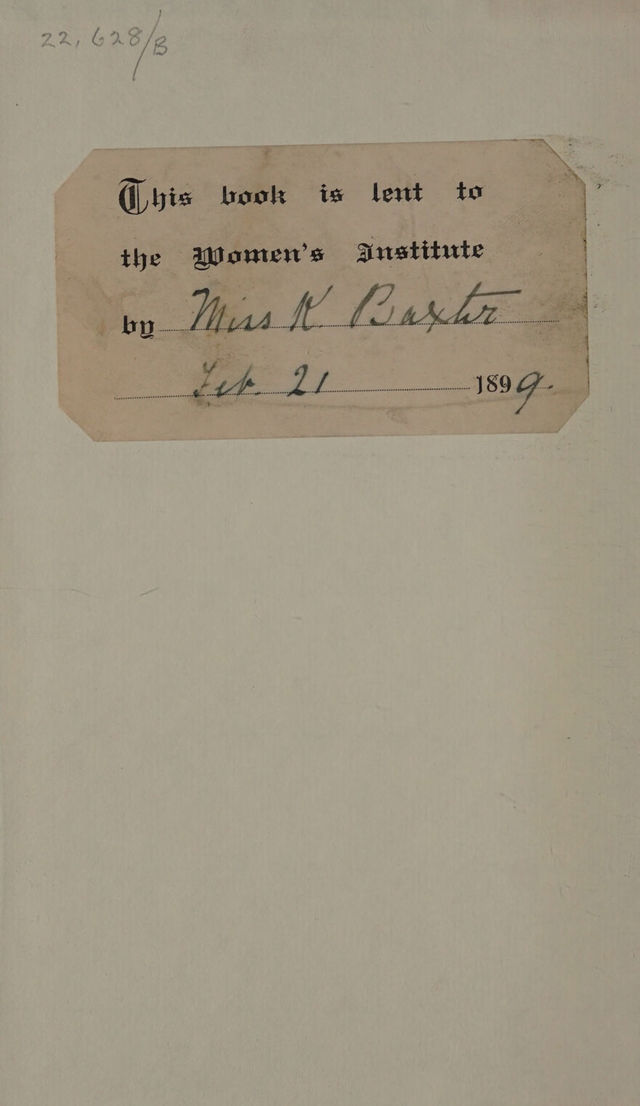 22,628/B
This book is lent to
the Women's Institute
by Miss K. Baxter
Feb. 21 1899.